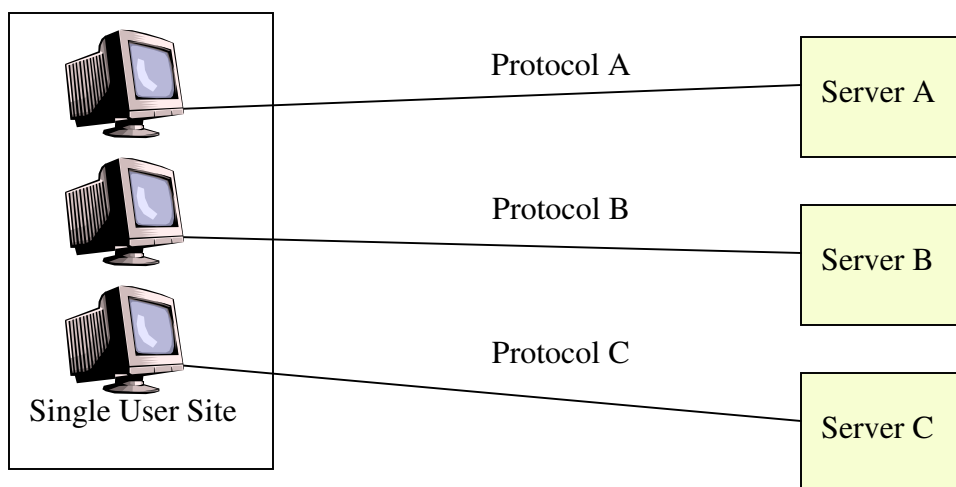 Protocol A
Server A
Protocol B
Server B
Protocol C
Single User Site
Server C